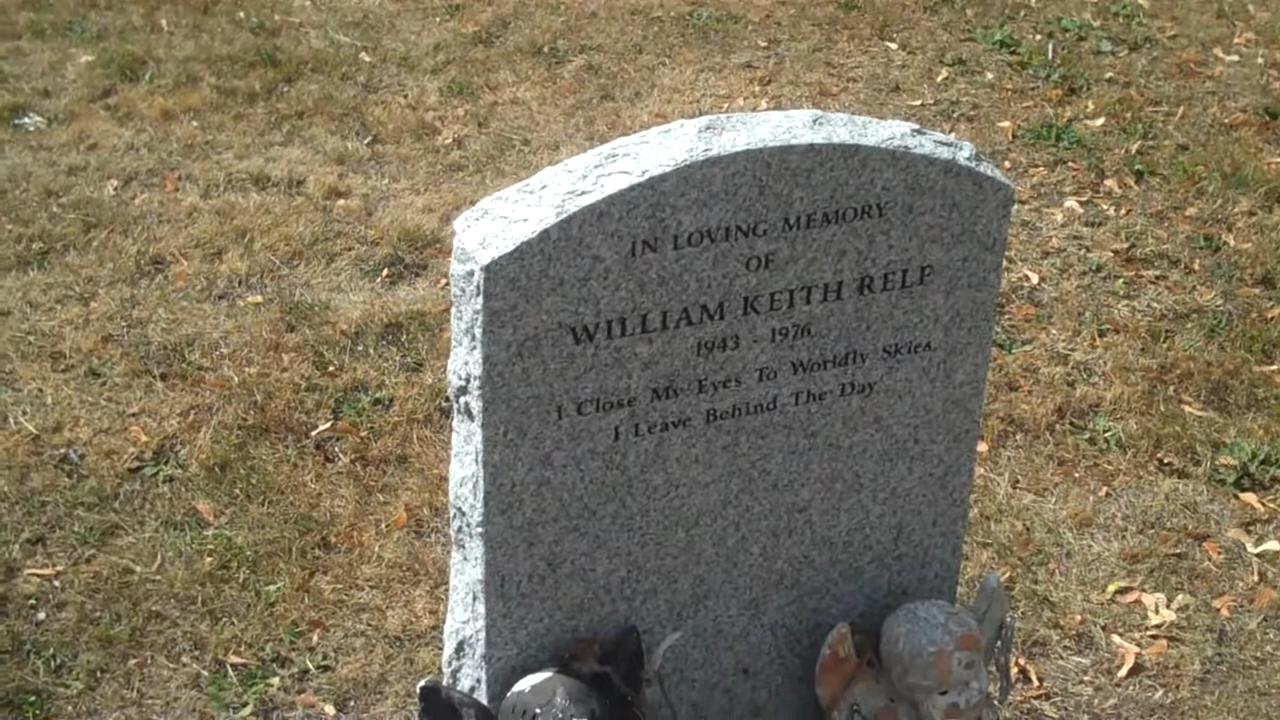 IN LOVING MEMORY
OF
WILLIAM KEITH RELF
1943 - 1976
I Close My Eyes To Worldly Skies.
I Leave Behind The Day